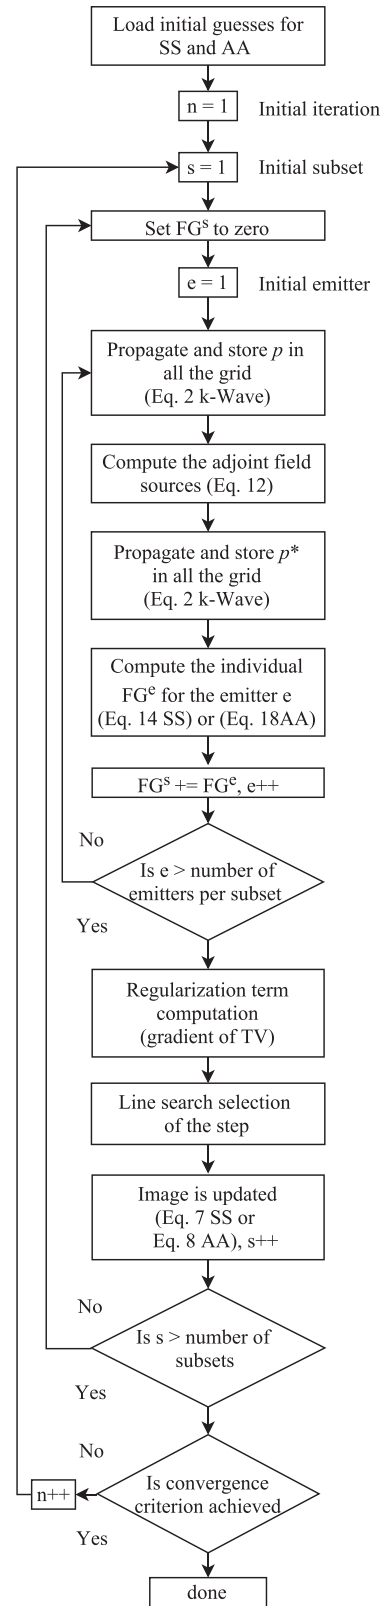 Load initial guesses for
SS and AA
n = 1
Initial iteration
s = 1
Initial subset
Set FGˢ to zero
e = 1
Initial emitter
Propagate and store p in
all the grid
(Eq. 2 k-Wave)
Compute the adjoint field
sources (Eq. 12)
Propagate and store p*
in all the grid
(Eq. 2 k-Wave)
Compute the individual
FGᵉ for the emitter e
(Eq. 14 SS) or (Eq. 18AA)
FGˢ += FGᵉ, e++
No
Is e > number of
emitters per subset
Yes
Regularization term
computation
(gradient of TV)
Line search selection
of the step
Image is updated
(Eq. 7 SS or
Eq. 8 AA), s++
No
Is s > number of
subsets
Yes
No
Is convergence
criterion achieved
n++
Yes
done